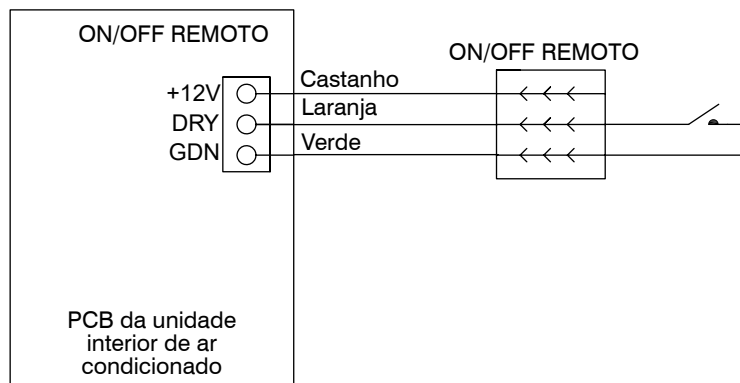 ON/OFF REMOTO
ON/OFF REMOTO
+12V
Castanho
DRY
Laranja
GDN
Verde
PCB da unidade
interior de ar
condicionado